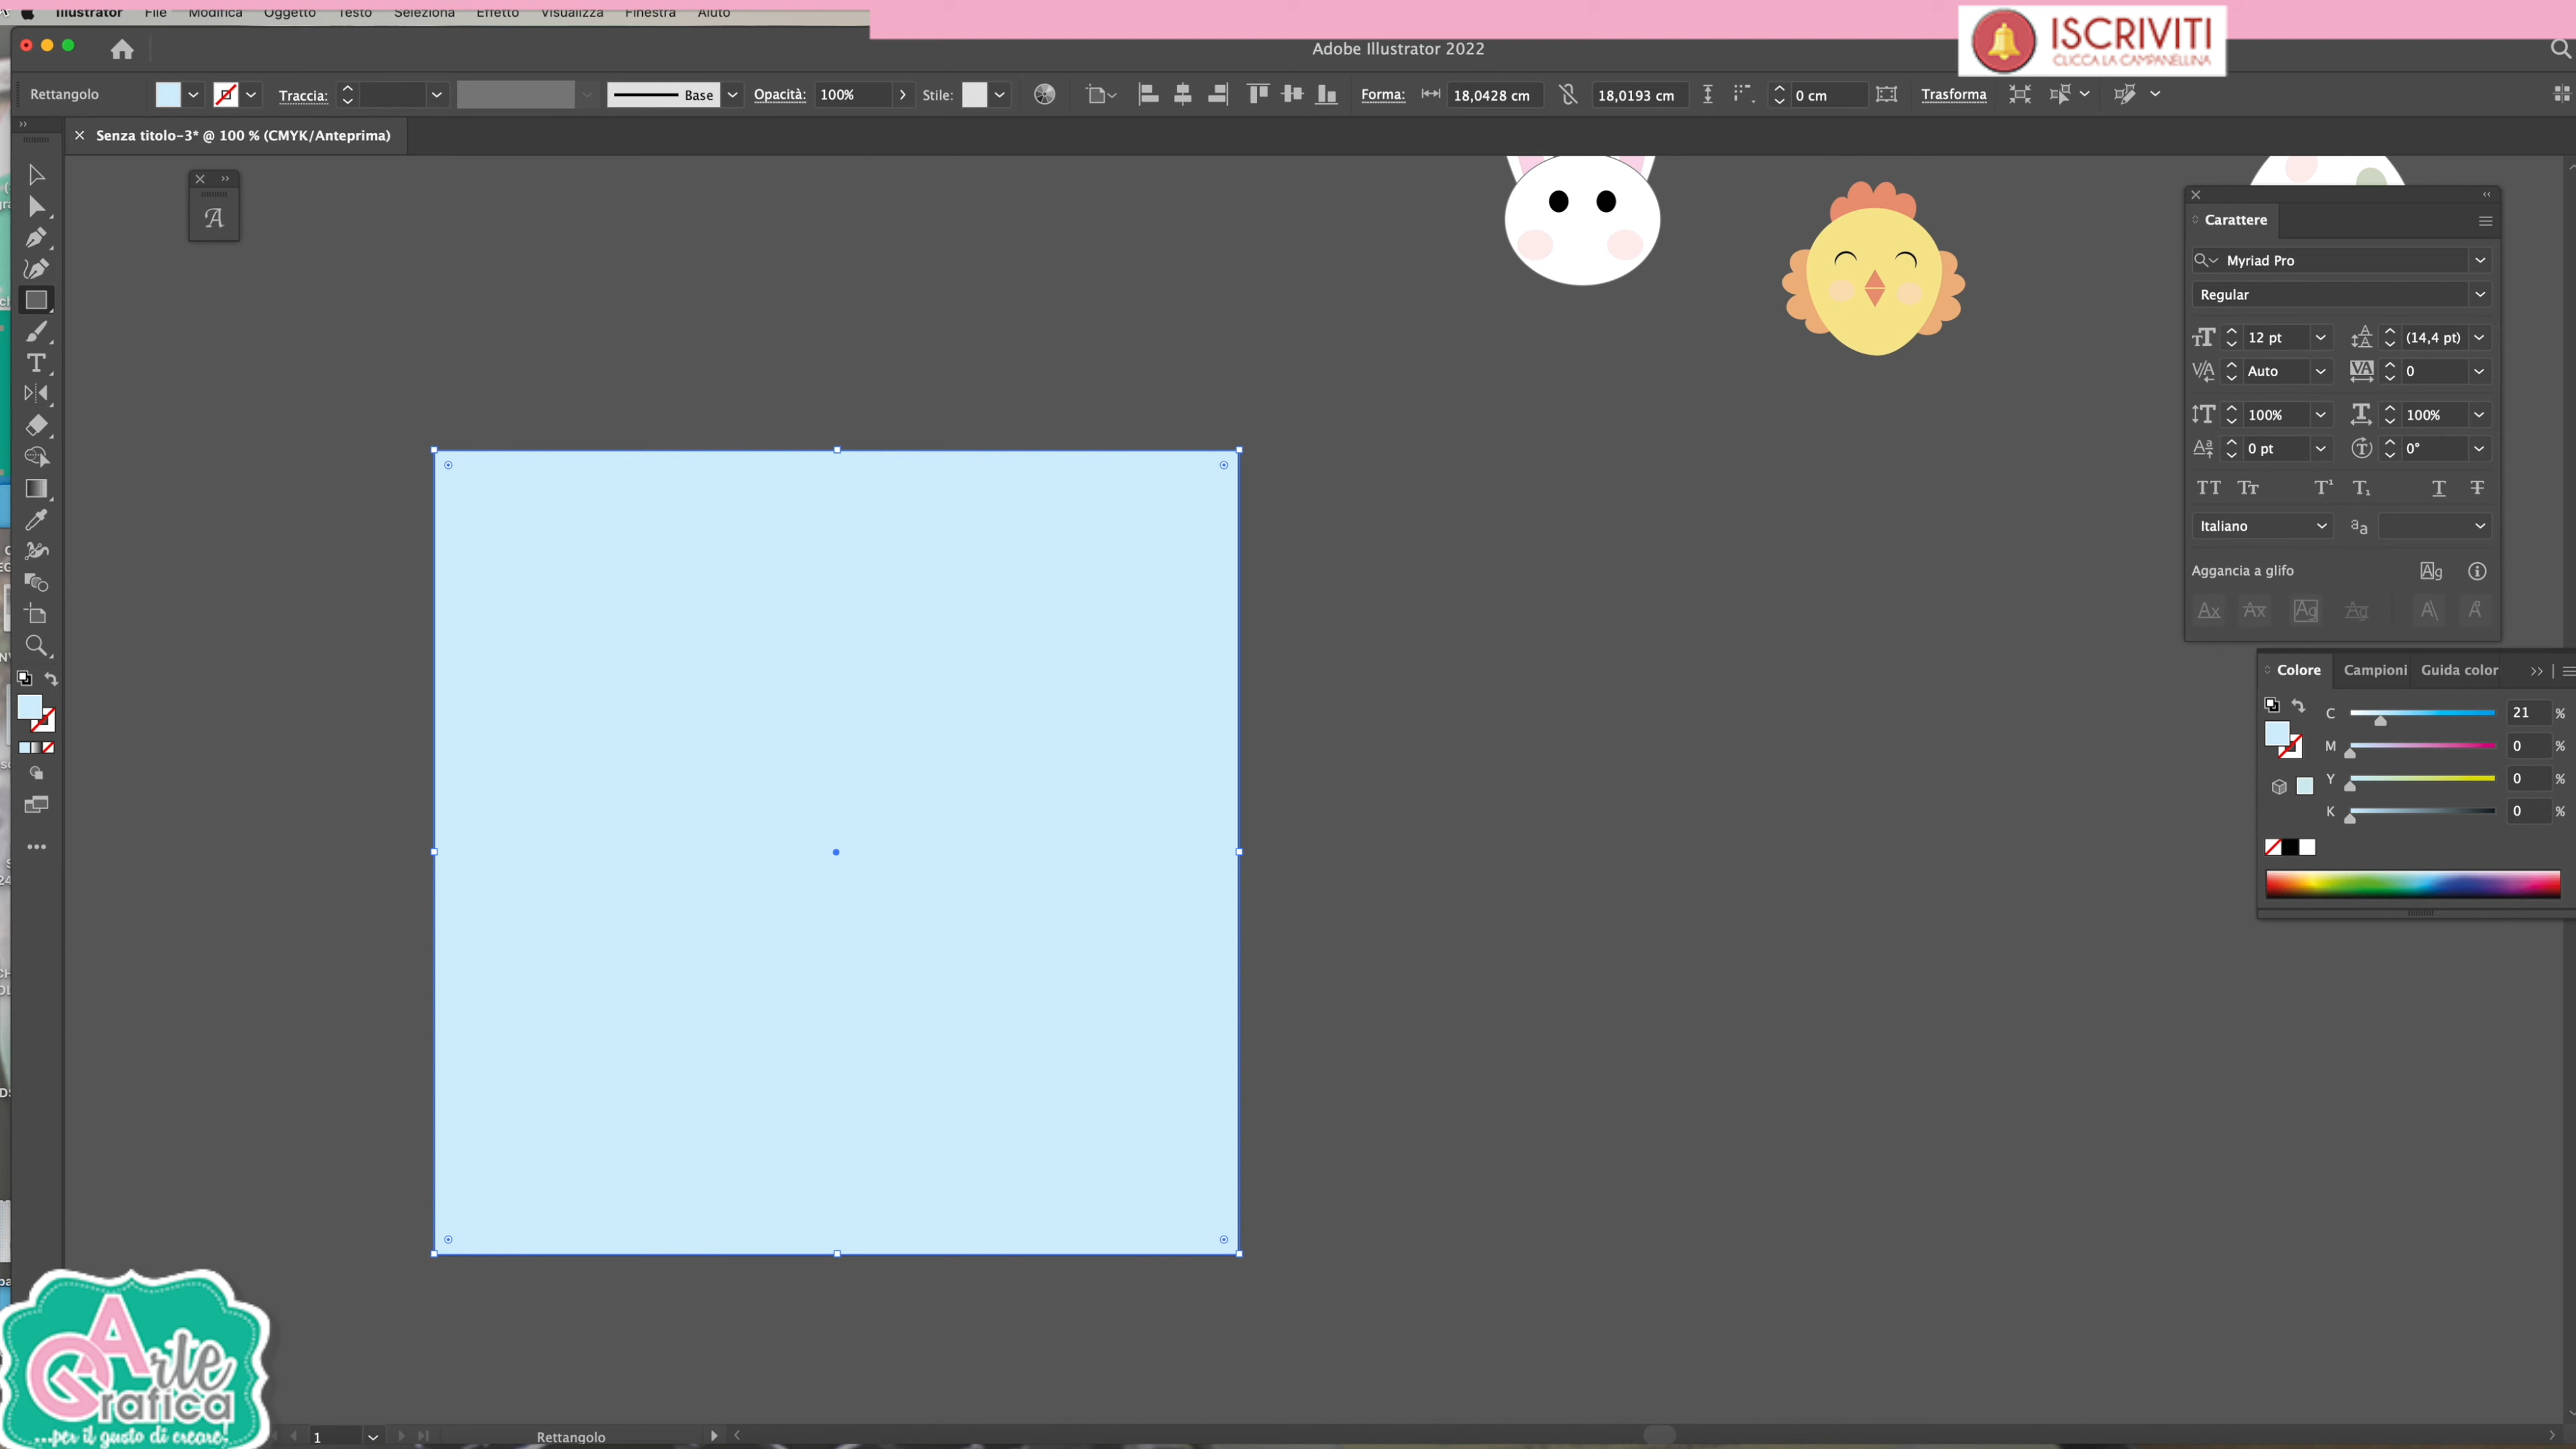 Illustrator File Modifica Oggetto Testo Seleziona Effetto Visualizza Finestra Aiuto
ISCRIVITI
CLICCA LA CAMPANELLINA
Adobe Illustrator 2022
Rettangolo Traccia: Base Opacità: 100% Stile: Forma: 18,0428 cm 18,0193 cm 0 cm Trasforma
Senza titolo-3* @ 100 % (CMYK/Anteprima)
Carattere
Myriad Pro
Regular
12 pt (14,4 pt)
Auto 0
100% 100%
0 pt 0°
Italiano
Aggancia a glifo
Colore Campioni Guida color
C 21 %
M 0 %
Y 0 %
K 0 %
Arte
Grafica
...per il gusto di creare!
1 Rettangolo